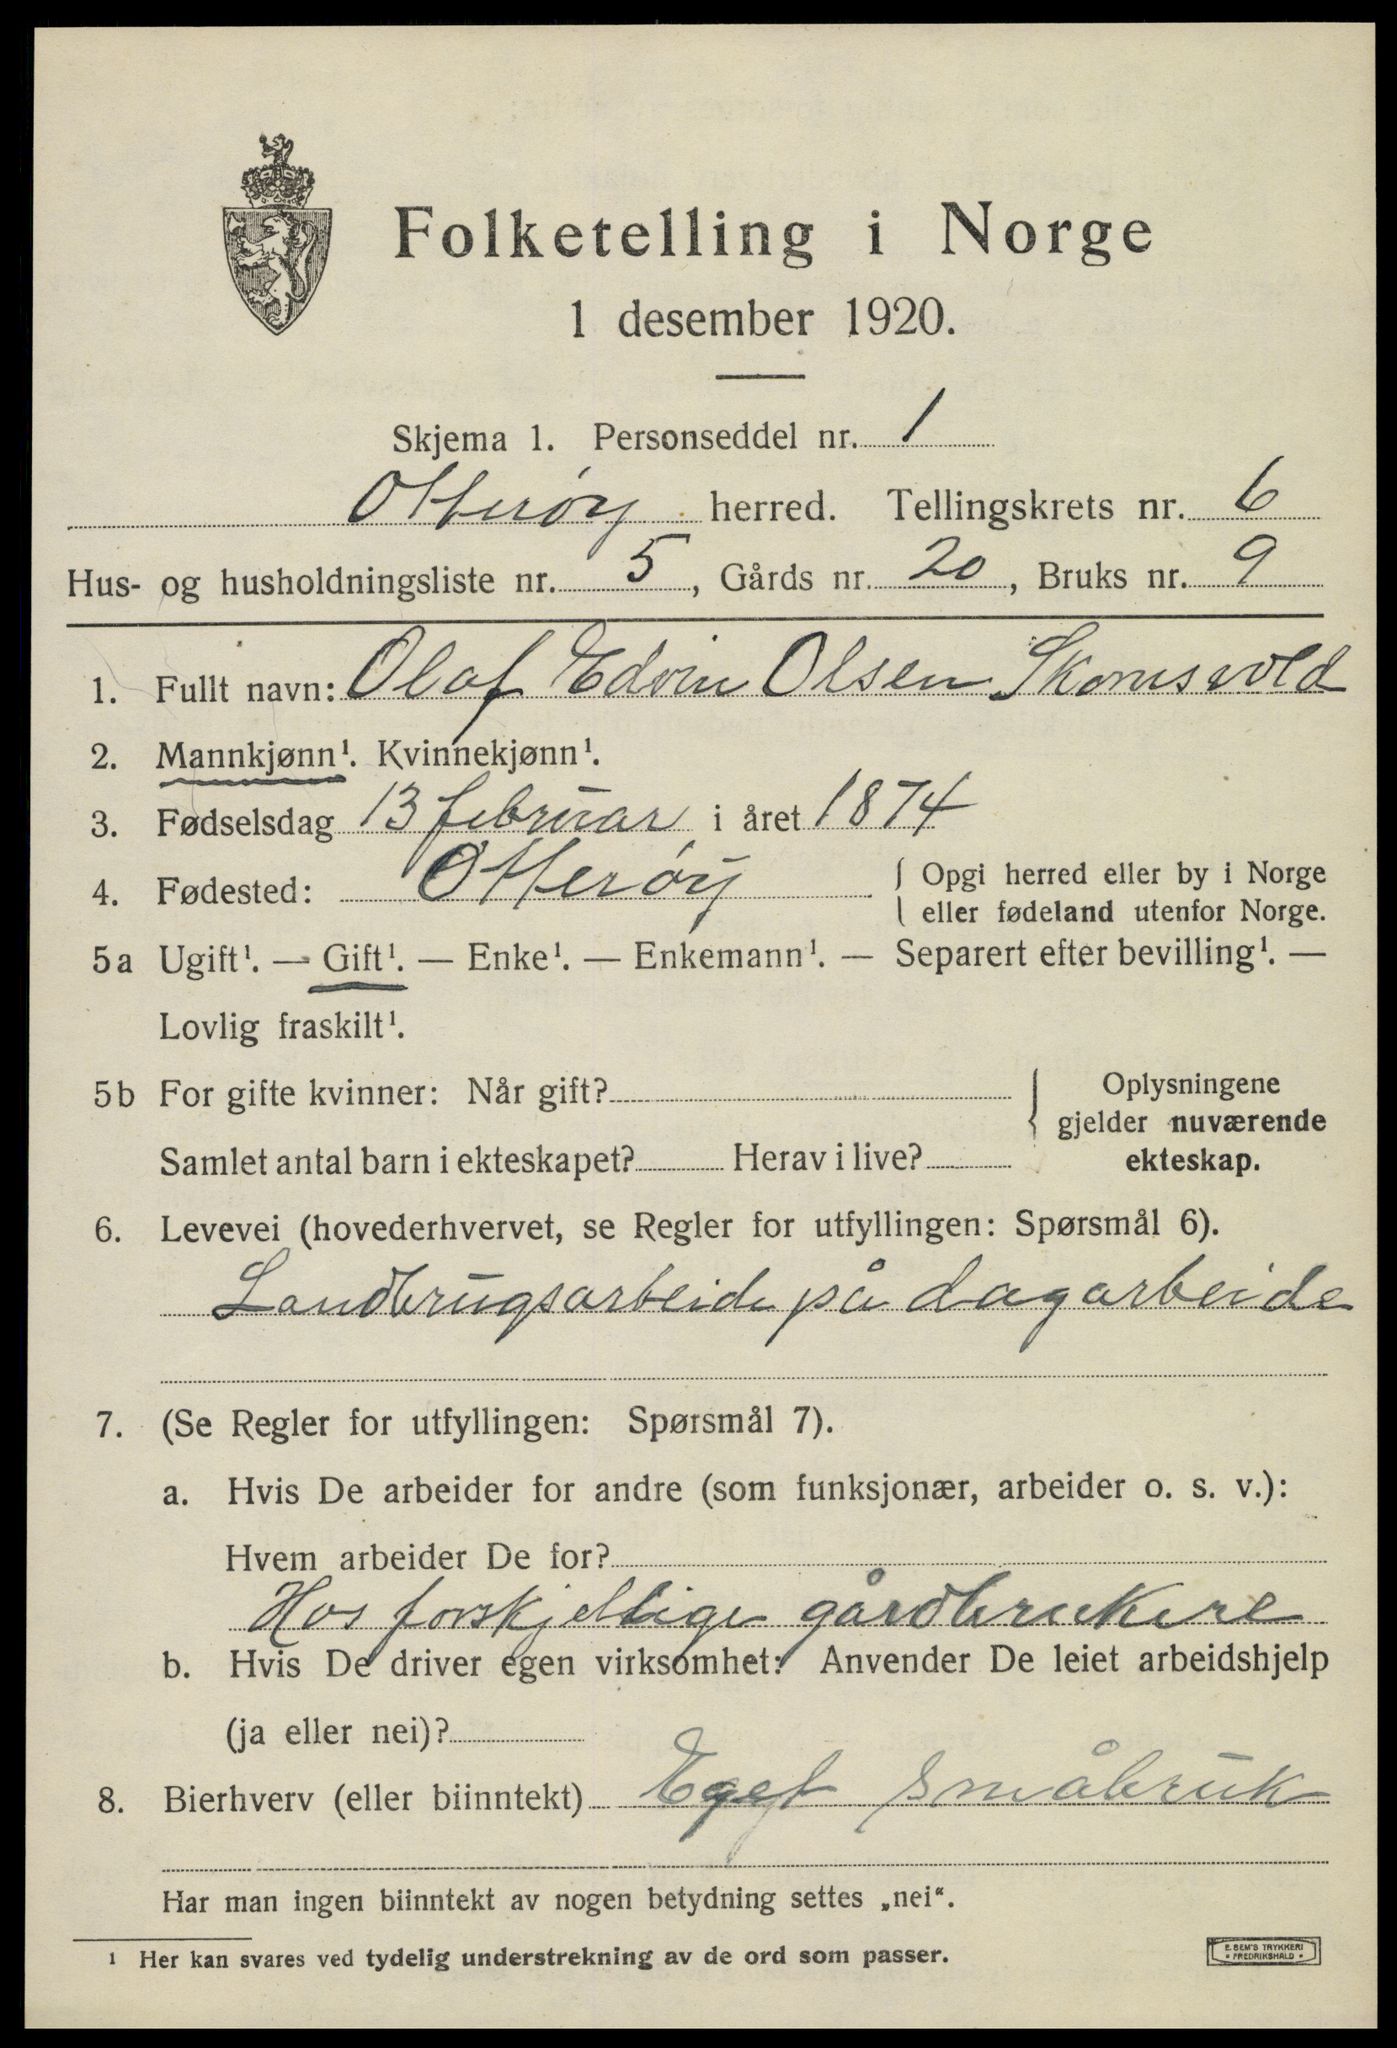 Folketelling i Norge
1 desember 1920.
Skjema 1. Personseddel nr. 1
Otterøy herred. Tellingskrets nr. 6
Hus- og husholdningsliste nr. 5, Gårds nr. 20, Bruks nr. 9
1. Fullt navn: Olaf Edvin Olsen Skomsvold
2. Mannkjønn¹. Kvinnekjønn¹.
3. Fødselsdag 13 februar i året 1874
4. Fødested: Otterøy { Opgi herred eller by i Norge
eller fødeland utenfor Norge.
5a Ugift¹. — Gift¹. — Enke¹. — Enkemann¹. — Separert efter bevilling¹. —
Lovlig fraskilt¹.
5b For gifte kvinner: Når gift? { Oplysningene
gjelder nuværende
Samlet antal barn i ekteskapet? Herav i live? ekteskap.
6. Levevei (hovederhvervet, se Regler for utfyllingen: Spørsmål 6).
Landbrugsarbeide på dagarbeide
7. (Se Regler for utfyllingen: Spørsmål 7).
a. Hvis De arbeider for andre (som funksjonær, arbeider o. s. v.):
Hvem arbeider De for?
Hos forskjellige gårdbrukere
b. Hvis De driver egen virksomhet: Anvender De leiet arbeidshjelp
(ja eller nei)?
8. Bierhverv (eller biinntekt) Eget småbruk
Har man ingen biinntekt av nogen betydning settes „nei“.
¹ Her kan svares ved tydelig understrekning av de ord som passer.
E. SEM'S TRYKKERI
* FREDRIKSHALD *